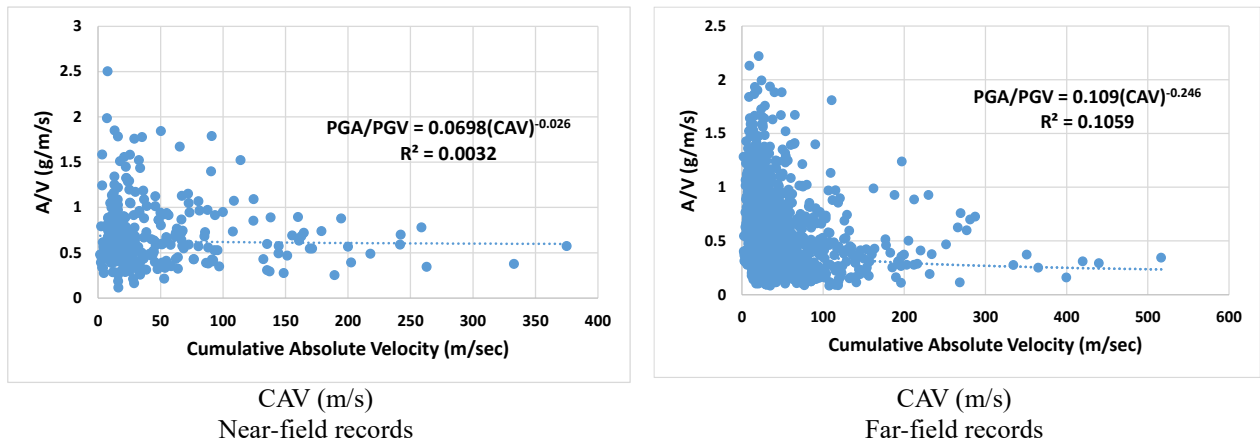 3
2.5
2
1.5
1
0.5
0
A/V (g/m/s)
PGA/PGV = 0.0698(CAV)-0.026
R² = 0.0032
0 50 100 150 200 250 300 350 400
Cumulative Absolute Velocity (m/sec)
CAV (m/s)
Near-field records
2.5
2
1.5
1
0.5
0
A/V (g/m/s)
PGA/PGV = 0.109(CAV)-0.246
R² = 0.1059
0 100 200 300 400 500 600
Cumulative Absolute Velocity (m/sec)
CAV (m/s)
Far-field records